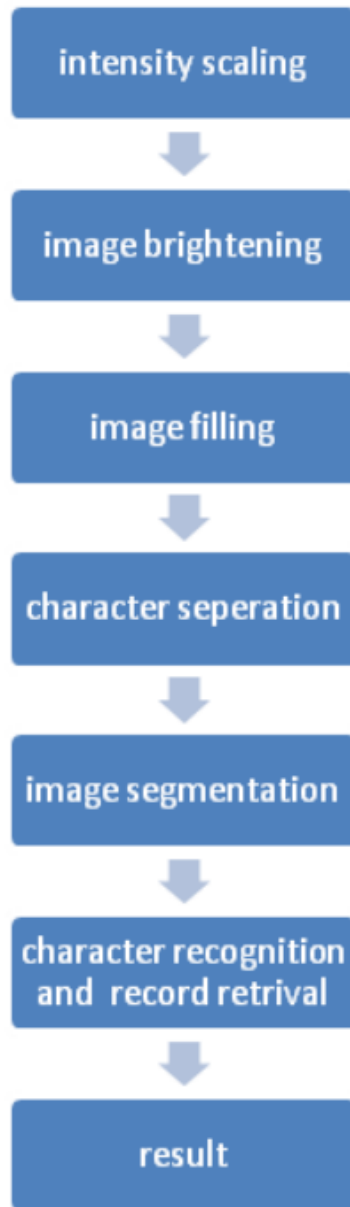 intensity scaling
image brightening
image filling
character seperation
image segmentation
character recognition
and record retrival
result